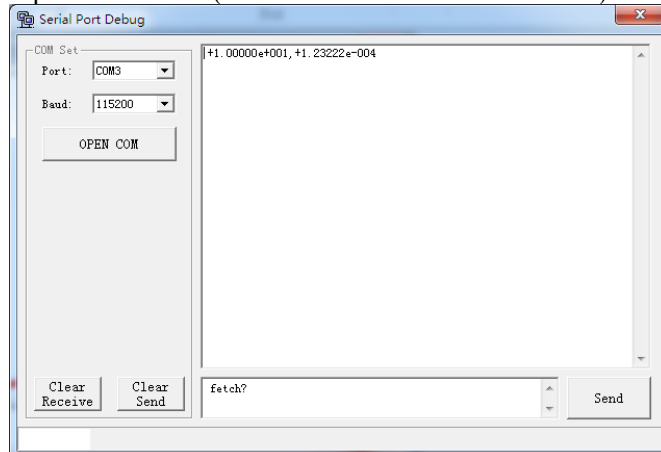 Serial Port Debug
COM Set
Port: COM3
Baud: 115200
OPEN COM
+1.00000e+001,+1.23222e-004
Clear Receive
Clear Send
fetch?
Send